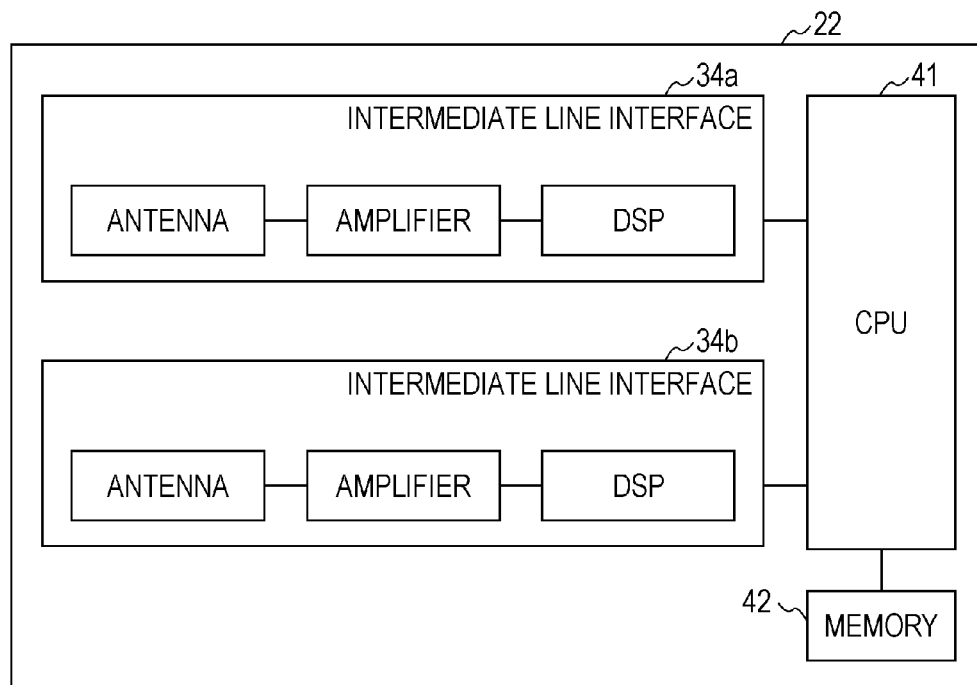 22
34a
41
INTERMEDIATE LINE INTERFACE
ANTENNA
AMPLIFIER
DSP
CPU
34b
INTERMEDIATE LINE INTERFACE
ANTENNA
AMPLIFIER
DSP
42
MEMORY